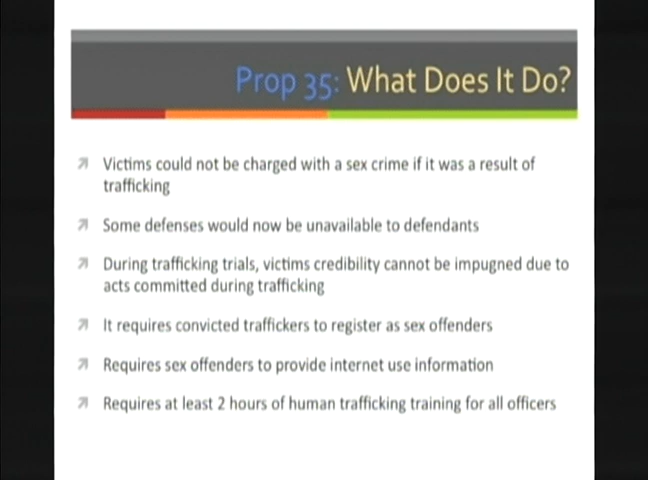 Prop 35: What Does It Do?
Victims could not be charged with a sex crime if it was a result of
trafficking
Some defenses would now be unavailable to defendants
During trafficking trials, victims credibility cannot be impugned due to
acts committed during trafficking
It requires convicted traffickers to register as sex offenders
Requires sex offenders to provide internet use information
Requires at least 2 hours of human trafficking training for all officers